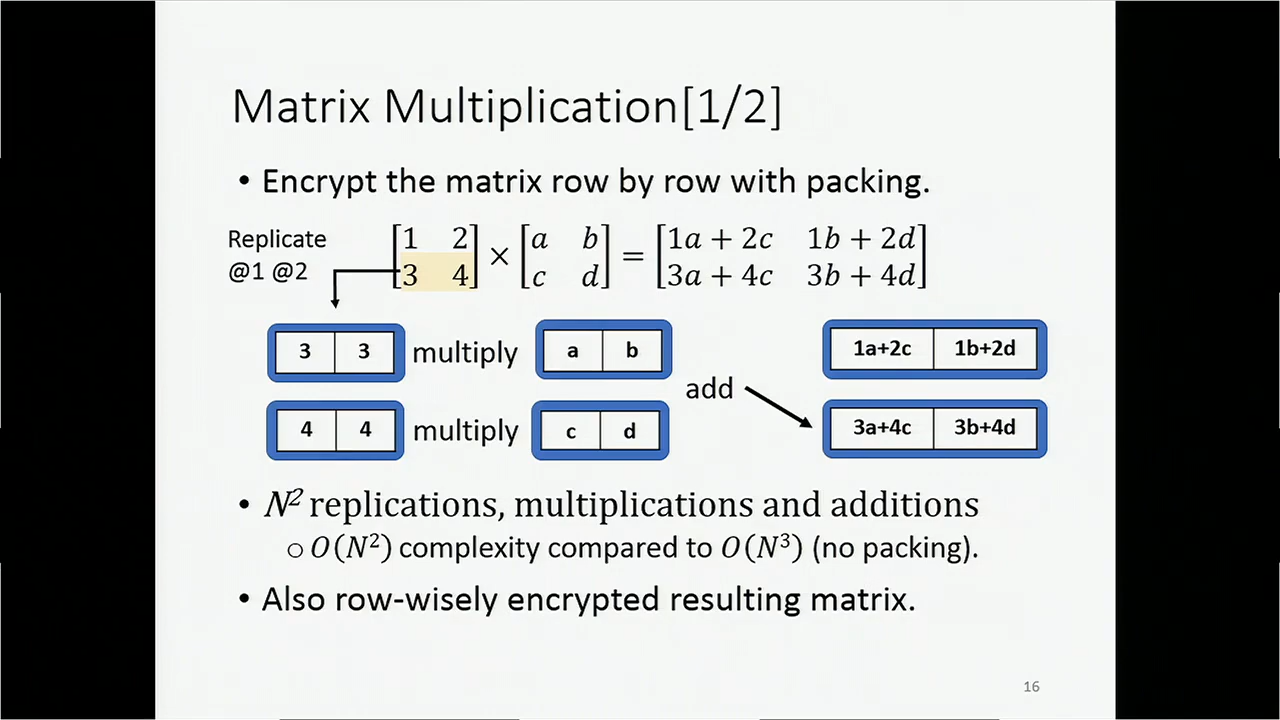 Matrix Multiplication[1/2]
• Encrypt the matrix row by row with packing.
Replicate
@1 @2
[1 2] × [a b] = [1a + 2c 1b + 2d]
[3 4] [c d] [3a + 4c 3b + 4d]
3 3 multiply a b 1a+2c 1b+2d
add
4 4 multiply c d 3a+4c 3b+4d
• N² replications, multiplications and additions
○ O(N²) complexity compared to O(N³) (no packing).
• Also row-wisely encrypted resulting matrix.
16